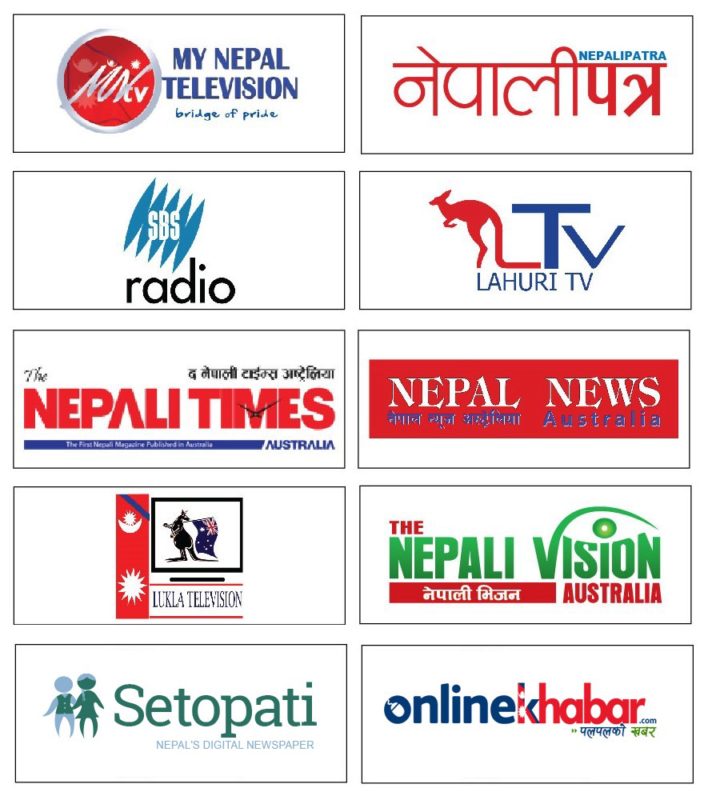 MNtv
MY NEPAL
TELEVISION
bridge of pride
NEPALIPATRA
नेपालीपत्र
SBS
radio
LTV
LAHURI TV
The
द नेपाली टाईम्स अष्ट्रेलिया
NEPALI TIMES
The First Nepali Magazine Published in Australia
AUSTRALIA
NEPAL NEWS
नेपाल न्यूज अष्ट्रेलिया
Australia
LUKLA TELEVISION
THE
NEPALI VISION
नेपाली भिजन
AUSTRALIA
Setopati
NEPAL'S DIGITAL NEWSPAPER
onlinekhabar.com
» पलपलको खबर